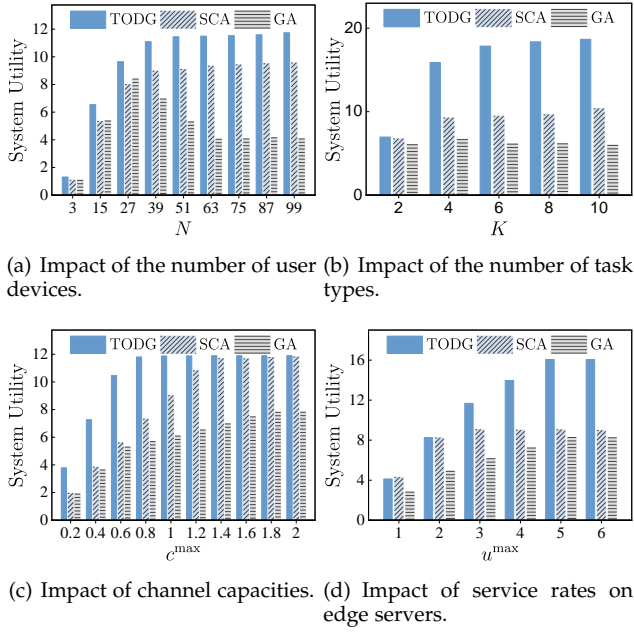 TODG SCA GA
System Utility
12
10
8
6
4
2
0
3 15 27 39 51 63 75 87 99
N
(a) Impact of the number of user devices.
TODG SCA GA
System Utility
20
10
0
2 4 6 8 10
K
(b) Impact of the number of task types.
TODG SCA GA
System Utility
12
10
8
6
4
2
0
0.2 0.4 0.6 0.8 1 1.2 1.4 1.6 1.8 2
c^max
(c) Impact of channel capacities.
TODG SCA GA
System Utility
16
12
8
4
0
1 2 3 4 5 6
u^max
(d) Impact of service rates on edge servers.